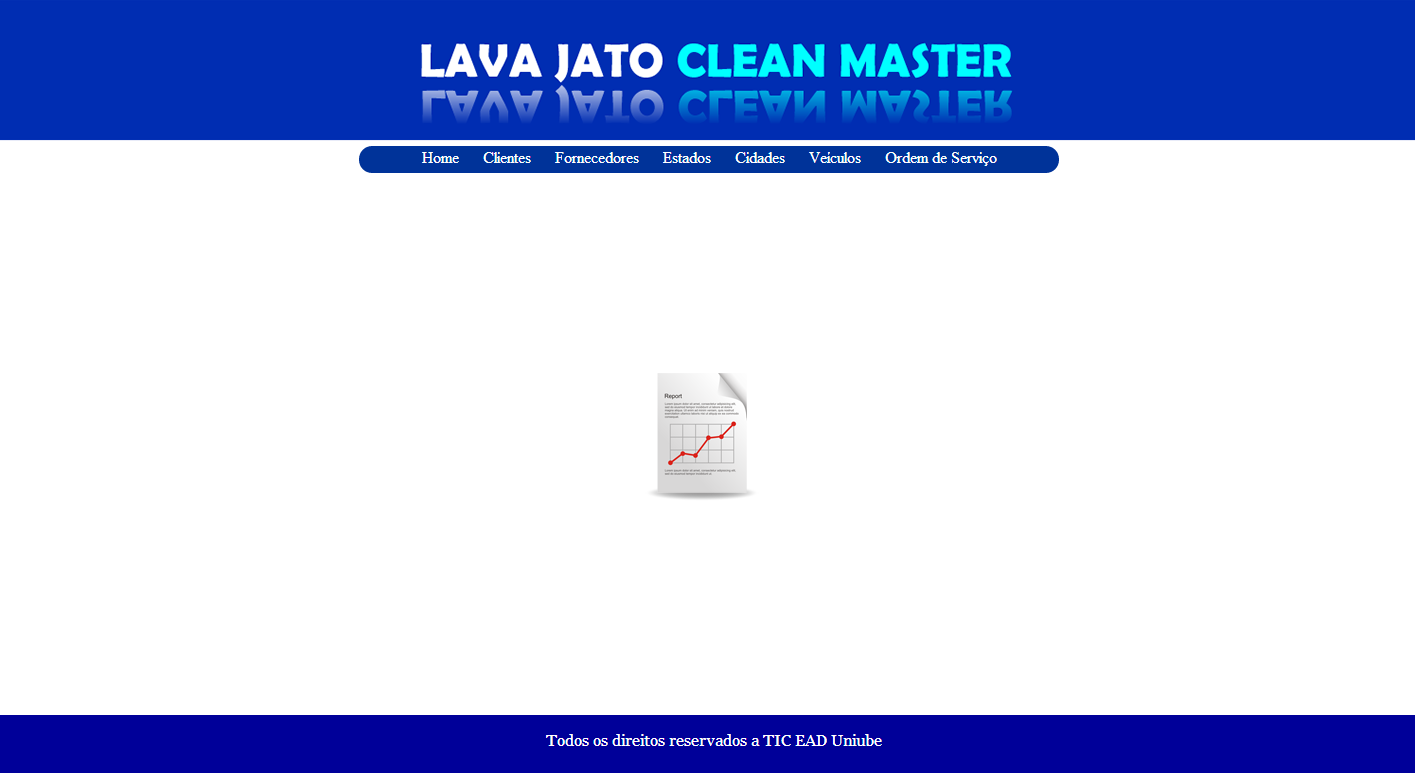 LAVA JATO CLEAN MASTER
Home Clientes Fornecedores Estados Cidades Veículos Ordem de Serviço
Report
Todos os direitos reservados a TIC EAD Uniube